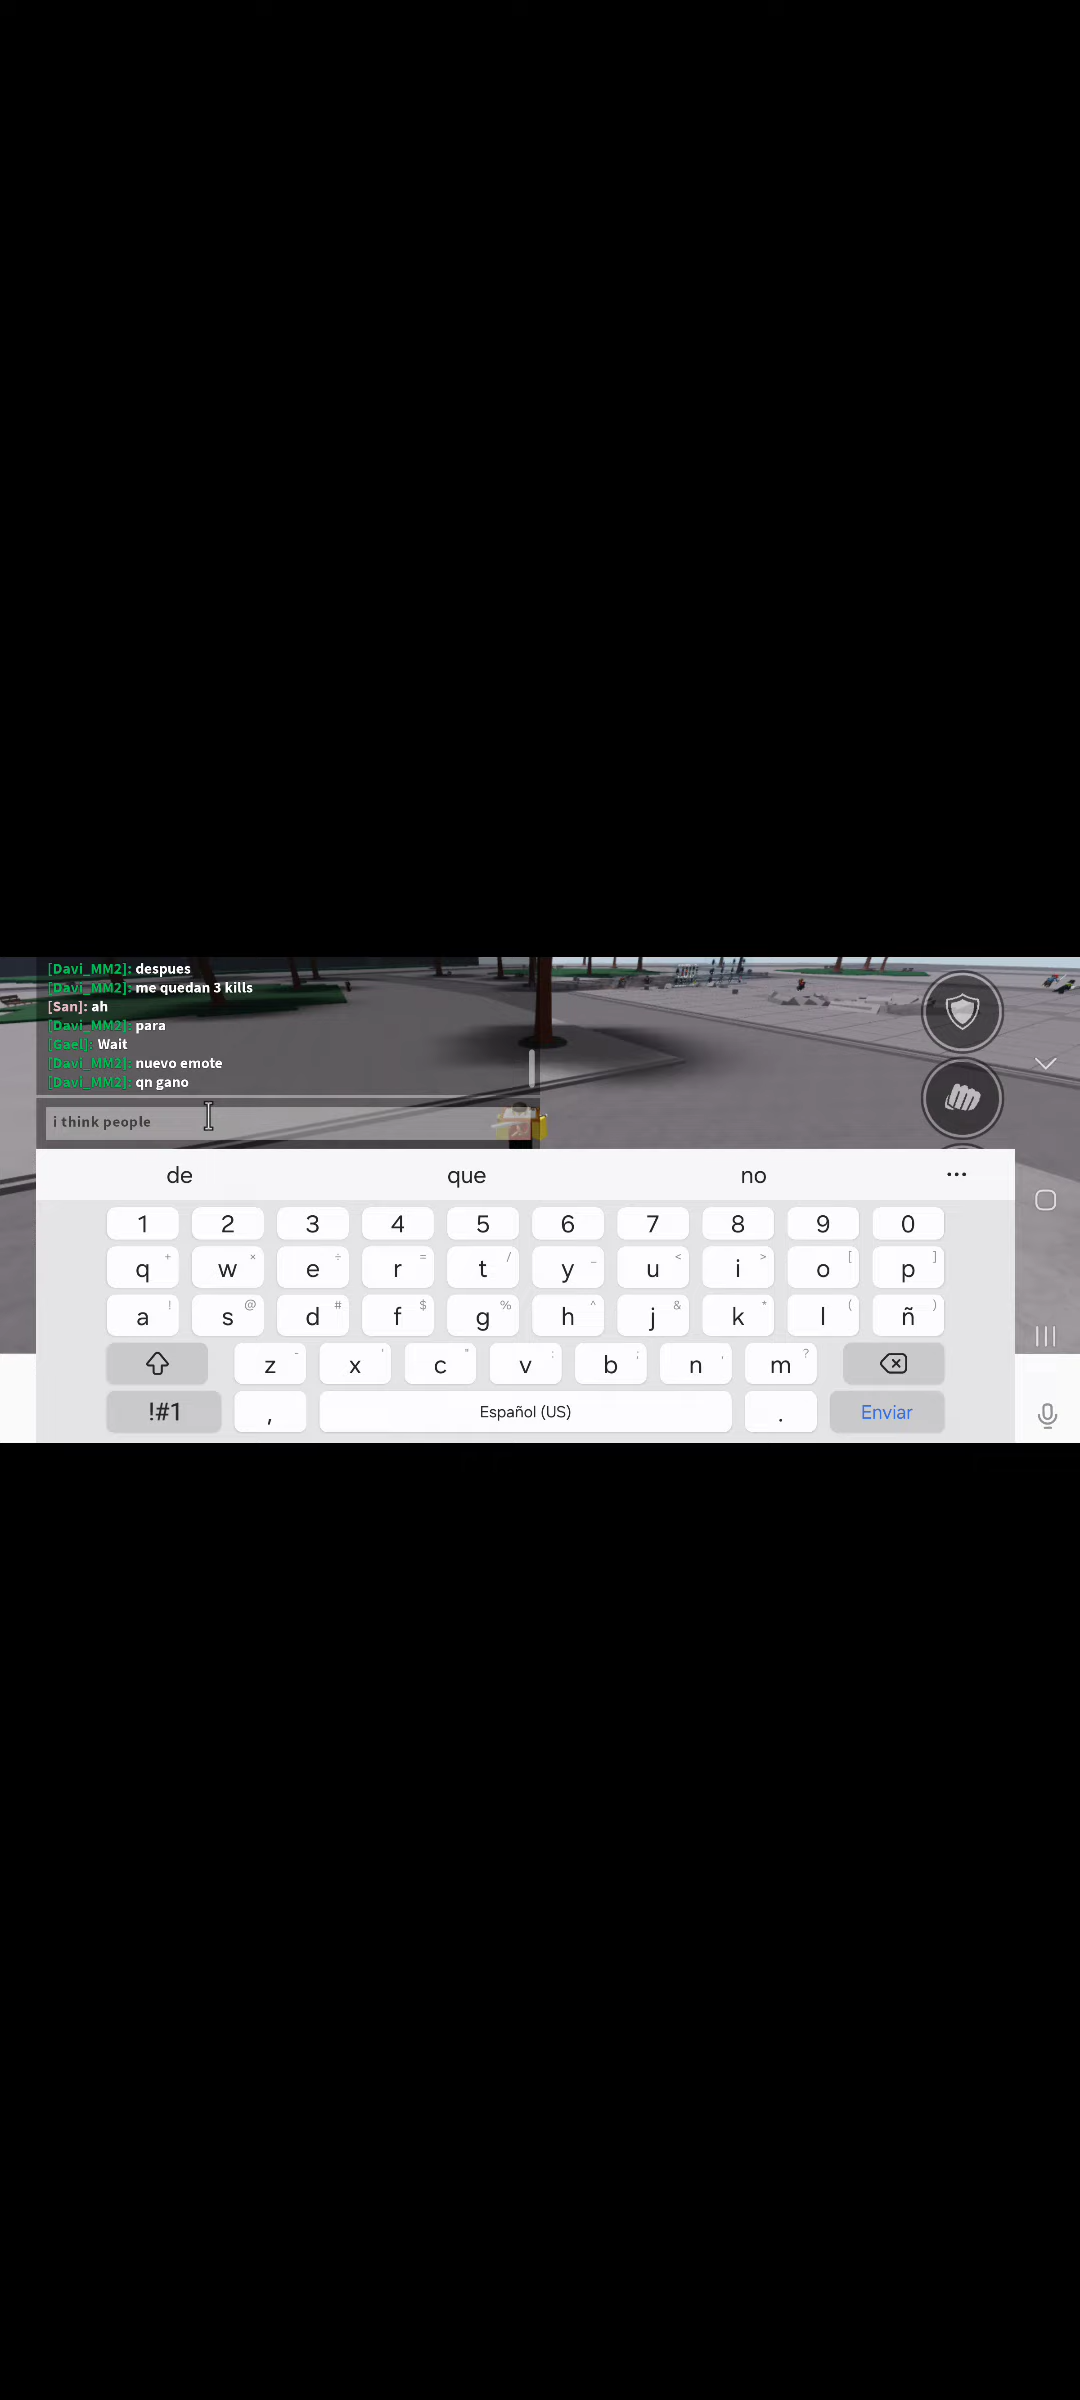 [Davi_MM2]: despues
[Davi_MM2]: me quedan 3 kills
[San]: ah
[Davi_MM2]: para
[Gael]: Wait
[Davi_MM2]: nuevo emote
[Davi_MM2]: qn gano
i think people
de que no ...
1 2 3 4 5 6 7 8 9 0
q + w × e ÷ r = t / y _ u < i > o [ p ]
a ! s @ d # f $ g % h ^ j & k * l ( ñ )
z - x ' c " v : b ; n , m ?
!#1 , Español (US) . Enviar